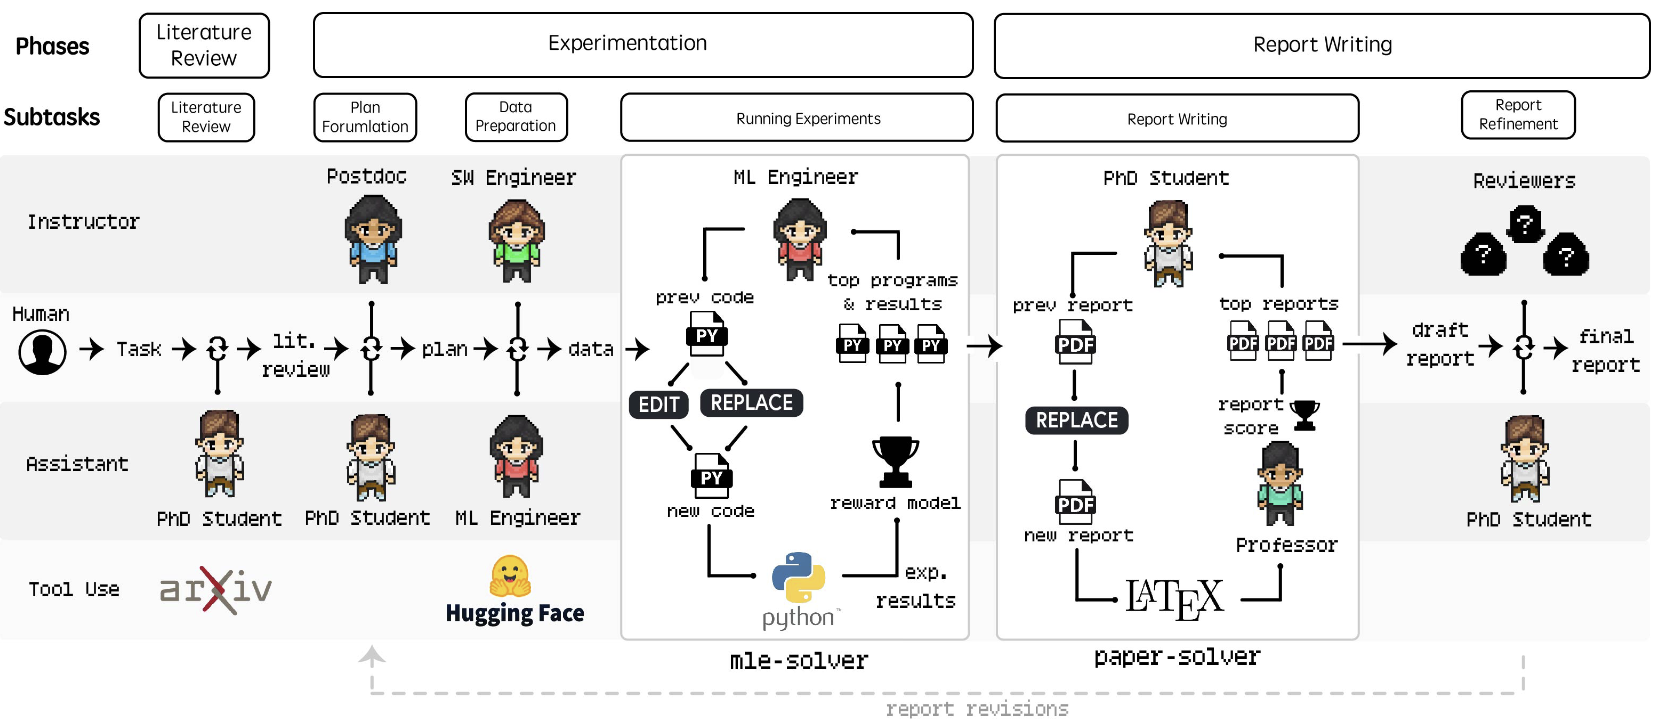 Phases
Literature
Review
Experimentation
Report Writing
Subtasks
Literature
Review
Plan
Forumlation
Data
Preparation
Running Experiments
Report Writing
Report
Refinement
Instructor
Postdoc
SW Engineer
ML Engineer
PhD Student
Reviewers
? ? ?
Human
Task
lit.
review
plan
data
prev code
PY
EDIT
REPLACE
PY
new code
python™
exp.
results
reward model
top programs
& results
PY PY PY
prev report
PDF
REPLACE
PDF
new report
LATEX
Professor
report
score
top reports
PDF PDF PDF
draft
report
final
report
Assistant
PhD Student
PhD Student
ML Engineer
PhD Student
Tool Use
arXiv
Hugging Face
mle-solver
paper-solver
report revisions